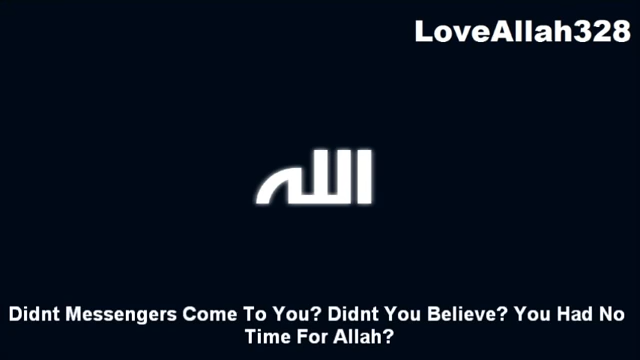 LoveAllah328
الله
Didnt Messengers Come To You? Didnt You Believe? You Had No
Time For Allah?